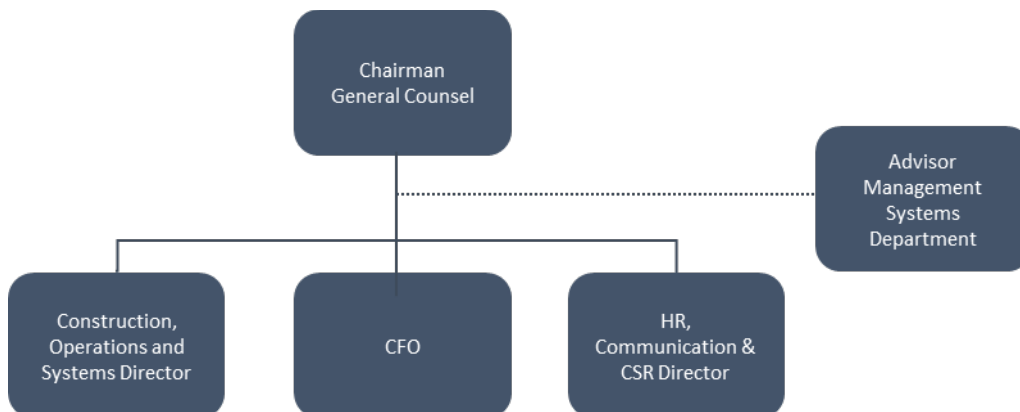 Chairman
General Counsel
Advisor
Management
Systems
Department
Construction,
Operations and
Systems Director
CFO
HR,
Communication &
CSR Director